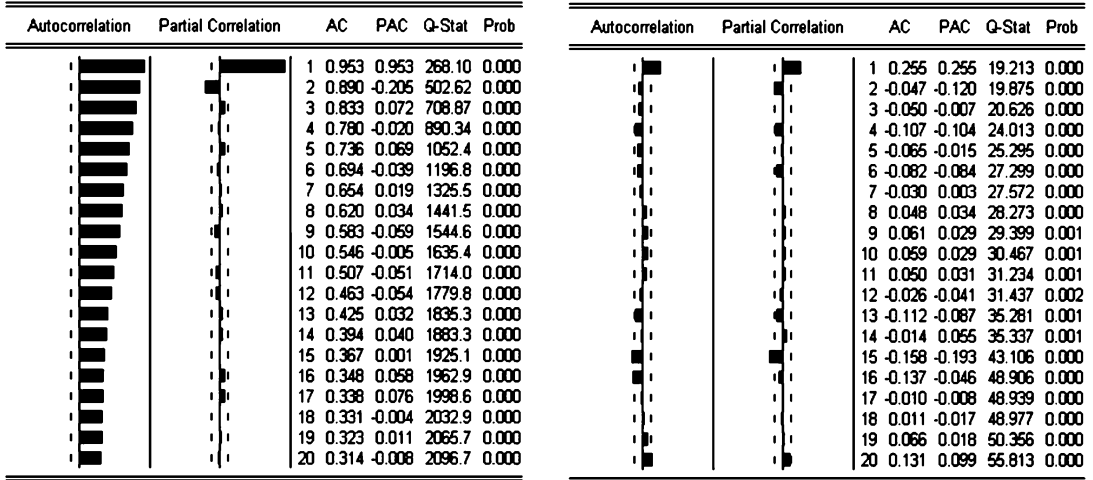 Autocorrelation Partial Correlation AC PAC Q-Stat Prob
1 0.953 0.953 268.10 0.000
2 0.890 -0.205 502.62 0.000
3 0.833 0.072 708.87 0.000
4 0.780 -0.020 890.34 0.000
5 0.736 0.069 1052.4 0.000
6 0.694 -0.039 1196.8 0.000
7 0.654 0.019 1325.5 0.000
8 0.620 0.034 1441.5 0.000
9 0.583 -0.059 1544.6 0.000
10 0.546 -0.005 1635.4 0.000
11 0.507 -0.051 1714.0 0.000
12 0.463 -0.054 1779.8 0.000
13 0.425 0.032 1835.3 0.000
14 0.394 0.040 1883.3 0.000
15 0.367 0.001 1925.1 0.000
16 0.348 0.058 1962.9 0.000
17 0.338 0.076 1998.6 0.000
18 0.331 -0.004 2032.9 0.000
19 0.323 0.011 2065.7 0.000
20 0.314 -0.008 2096.7 0.000
Autocorrelation Partial Correlation AC PAC Q-Stat Prob
1 0.255 0.255 19.213 0.000
2 -0.047 -0.120 19.875 0.000
3 -0.050 -0.007 20.626 0.000
4 -0.107 -0.104 24.013 0.000
5 -0.065 -0.015 25.295 0.000
6 -0.082 -0.084 27.299 0.000
7 -0.030 0.003 27.572 0.000
8 0.048 0.034 28.273 0.000
9 0.061 0.029 29.399 0.001
10 0.059 0.029 30.467 0.001
11 0.050 0.031 31.234 0.001
12 -0.026 -0.041 31.437 0.002
13 -0.112 -0.087 35.281 0.001
14 -0.014 0.055 35.337 0.001
15 -0.158 -0.193 43.106 0.000
16 -0.137 -0.046 48.906 0.000
17 -0.010 -0.008 48.939 0.000
18 0.011 -0.017 48.977 0.000
19 0.066 0.018 50.356 0.000
20 0.131 0.099 55.813 0.000